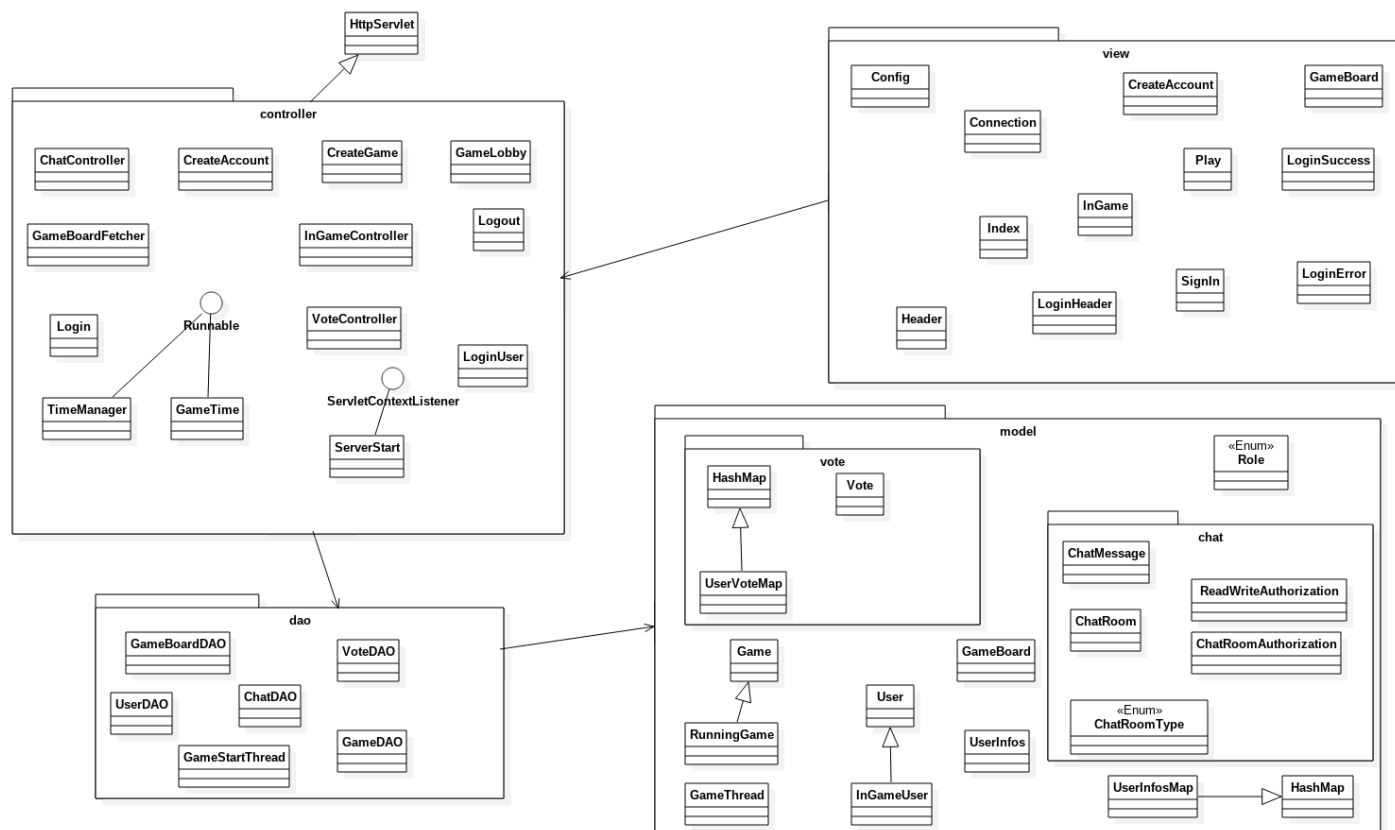 HttpServlet
controller
ChatController
CreateAccount
CreateGame
GameLobby
GameBoardFetcher
InGameController
Logout
Runnable
Login
VoteController
LoginUser
TimeManager
GameTime
ServletContextListener
ServerStart
view
Config
CreateAccount
GameBoard
Connection
Play
LoginSuccess
InGame
Index
SignIn
LoginError
LoginHeader
Header
dao
GameBoardDAO
VoteDAO
UserDAO
ChatDAO
GameDAO
GameStartThread
model
vote
HashMap
Vote
UserVoteMap
«Enum»
Role
chat
ChatMessage
ReadWriteAuthorization
ChatRoom
ChatRoomAuthorization
«Enum»
ChatRoomType
Game
GameBoard
User
RunningGame
UserInfos
GameThread
InGameUser
UserInfosMap
HashMap